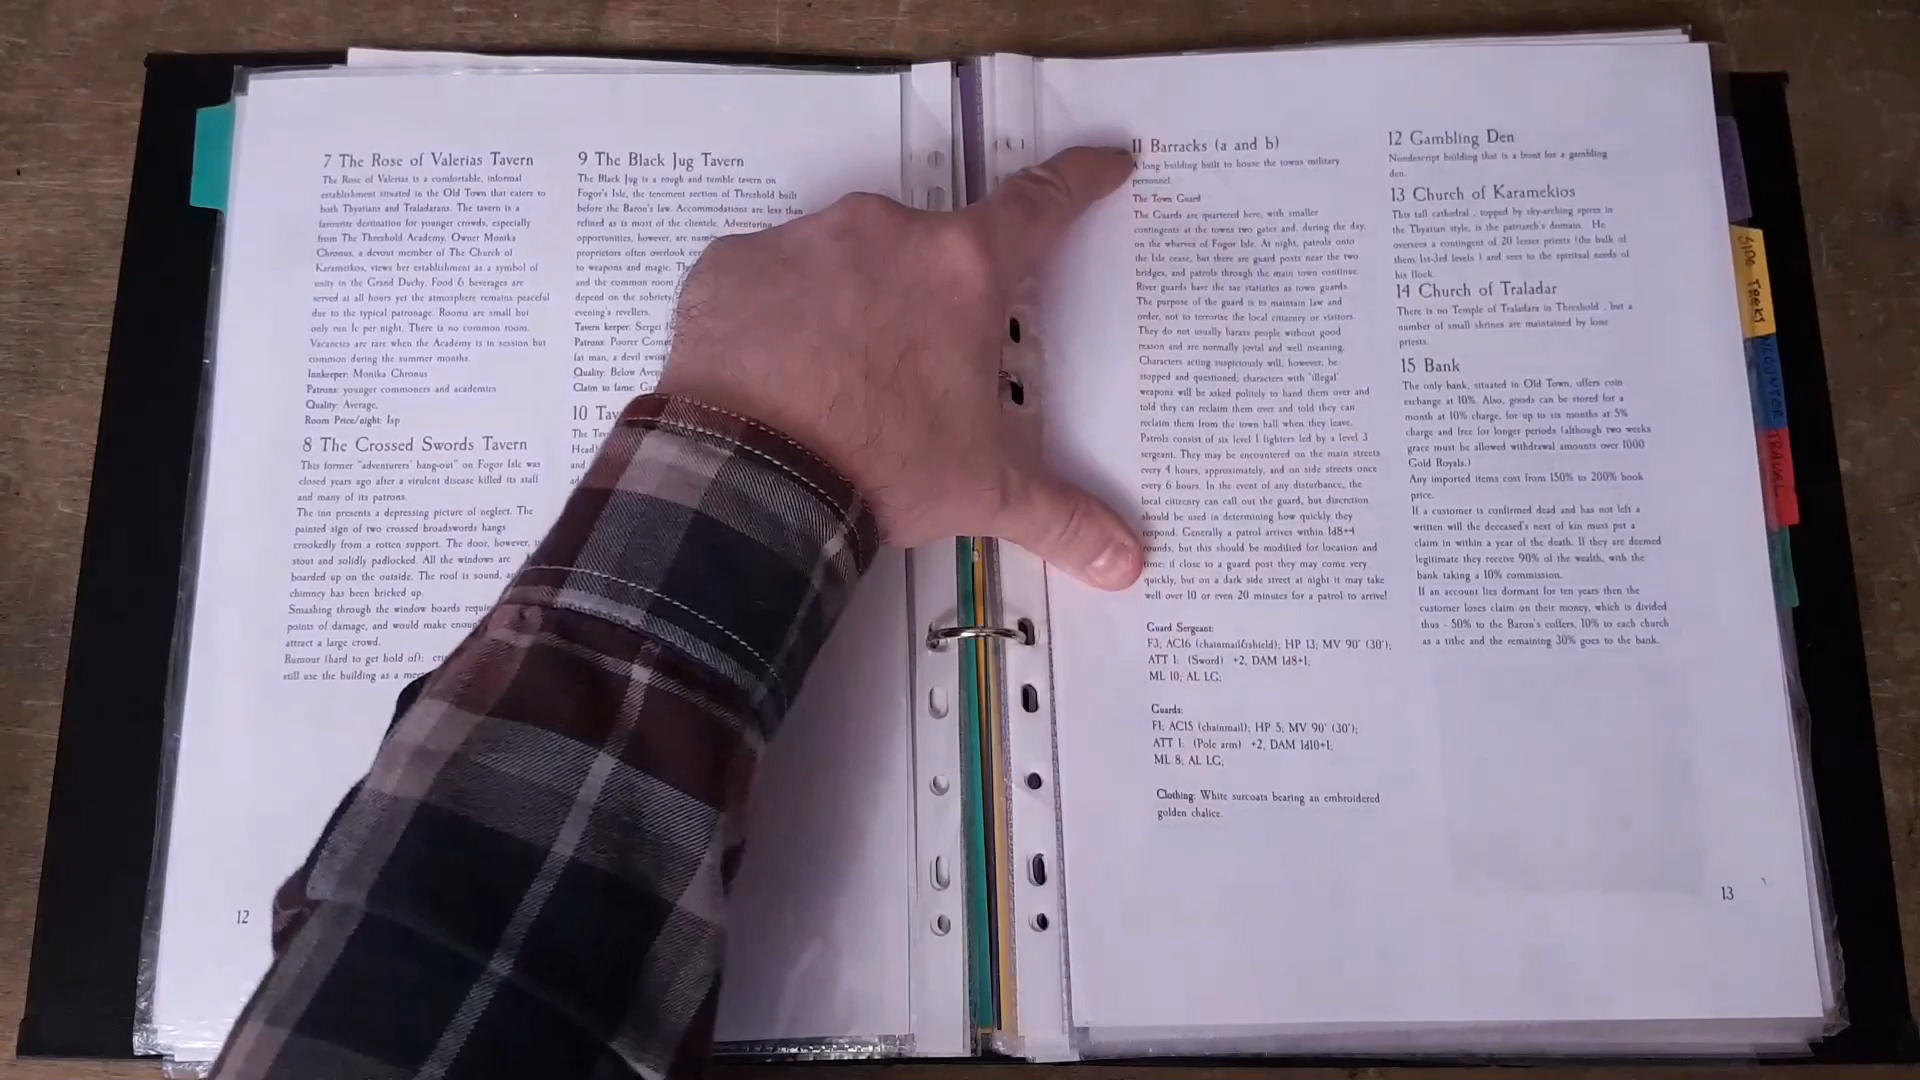 7 The Rose of Valerias Tavern
The Rose of Valerias is a comfortable, informal
establishment situated in the Old Town that caters to
both Thyatians and Traladarans. The tavern is a
favourite destination for younger crowds, especially
from The Threshold Academy. Owner Monika
Chronus, a devout member of The Church of
Karameikos, views her establishment as a symbol of
unity in the Grand Duchy. Food & beverages are
served at all hours yet the atmosphere remains peaceful
due to the typical patronage. Rooms are small but
only run 1c per night. There is no common room.
Vacancies are rare when the Academy is in session but
common during the summer months.
Innkeeper: Monika Chronus
Patrons: younger commoners and academics
Quality: Average,
Room Price/night: 1sp
8 The Crossed Swords Tavern
This former "adventurers' hang-out" on Fogor Isle was
closed years ago after a virulent disease killed its staff
and many of its patrons.
The inn presents a depressing picture of neglect. The
painted sign of two crossed broadswords hangs
crookedly from a rotten support. The door, however, is
stout and solidly padlocked. All the windows are
boarded up on the outside. The roof is sound,
chimney has been bricked up.
Smashing through the window boards
points of damage, and would make
attract a large crowd.
Rumour (hard to get hold of):
still use the building as a
9 The Black Jug Tavern
The Black Jug is a rough and tumble tavern on
Fogor's Isle, the tenement section of Threshold built
before the Baron's law. Accommodations are less than
refined as is most of the clientele. Adventuring
opportunities, however, are
proprietors often overlook
to weapons and magic.
and the common room
depend on the sobriety
evening's revellers.
Tavern keeper: Sergei
Patrons: Poorer
fat man, a devil
Quality: Below
Claim to fame:
10
The
and
12
11 Barracks (a and b)
A long building built to house the towns military
personnel.
The Town Guard
The Guards are quartered here, with smaller
contingents at the towns two gates and, during the day,
on the wharves of Fogor Isle. At night, patrols onto
the Isle cease, but there are guard posts near the two
bridges, and patrols through the main town continue.
River guards have the sae statistics as town guards.
The purpose of the guard is to maintain law and
order, not to terrorise the local citizenry or visitors.
They do not usually harass people without good
reason and are normally jovial and well meaning.
Characters acting suspiciously will, however, be
stopped and questioned; characters with 'illegal'
weapons will be asked politely to hand them over and
told they can reclaim them over and told they can
reclaim them from the town hall when they leave.
Patrols consist of six level 1 fighters led by a level 3
sergeant. They may be encountered on the main streets
every 4 hours, approximately, and on side streets once
every 6 hours. In the event of any disturbance, the
local citizenry can call out the guard, but discretion
should be used in determining how quickly they
respond. Generally a patrol arrives within 1d8+4
rounds, but this should be modified for location and
time: if close to a guard post they may come very
quickly, but on a dark side street at night it may take
well over 10 or even 20 minutes for a patrol to arrive!
Guard Sergeant:
F3; AC16 (chainmail&shield); HP 13; MV 90' (30');
ATT 1: (Sword) +2, DAM 1d8+1;
ML 10; AL LG;
Guards:
F1; AC15 (chainmail); HP 5; MV 90' (30');
ATT 1: (Pole arm) +2, DAM 1d10+1;
ML 8; AL LG,
Clothing: White surcoats bearing an embroidered
golden chalice.
12 Gambling Den
Nondescript building that is a front for a gambling
den.
13 Church of Karamekios
This tall cathedral , topped by sky-arching spires in
the Thyatian style, is the patriarch's domain. He
oversees a contingent of 20 lesser priests (the bulk of
them 1st-3rd levels ) and sees to the spiritual needs of
his flock.
14 Church of Traladar
There is no Temple of Traladara in Threshold , but a
number of small shrines are maintained by lone
priests.
15 Bank
The only bank, situated in Old Town, offers coin
exchange at 10%. Also, goods can be stored for a
month at 10% charge, for up to six months at 5%
charge and free for longer periods (although two weeks
grace must be allowed withdrawal amounts over 1000
Gold Royals.)
Any imported items cost from 150% to 200% book
price.
If a customer is confirmed dead and has not left a
written will the deceased's next of kin must put a
claim in within a year of the death. If they are deemed
legitimate they receive 90% of the wealth, with the
bank taking a 10% commission.
If an account lies dormant for ten years then the
customer loses claim on their money, which is divided
thus - 50% to the Baron's coffers, 10% to each church
as a tithe and the remaining 30% goes to the bank.
13
SIDE TREKS
TRAVEL